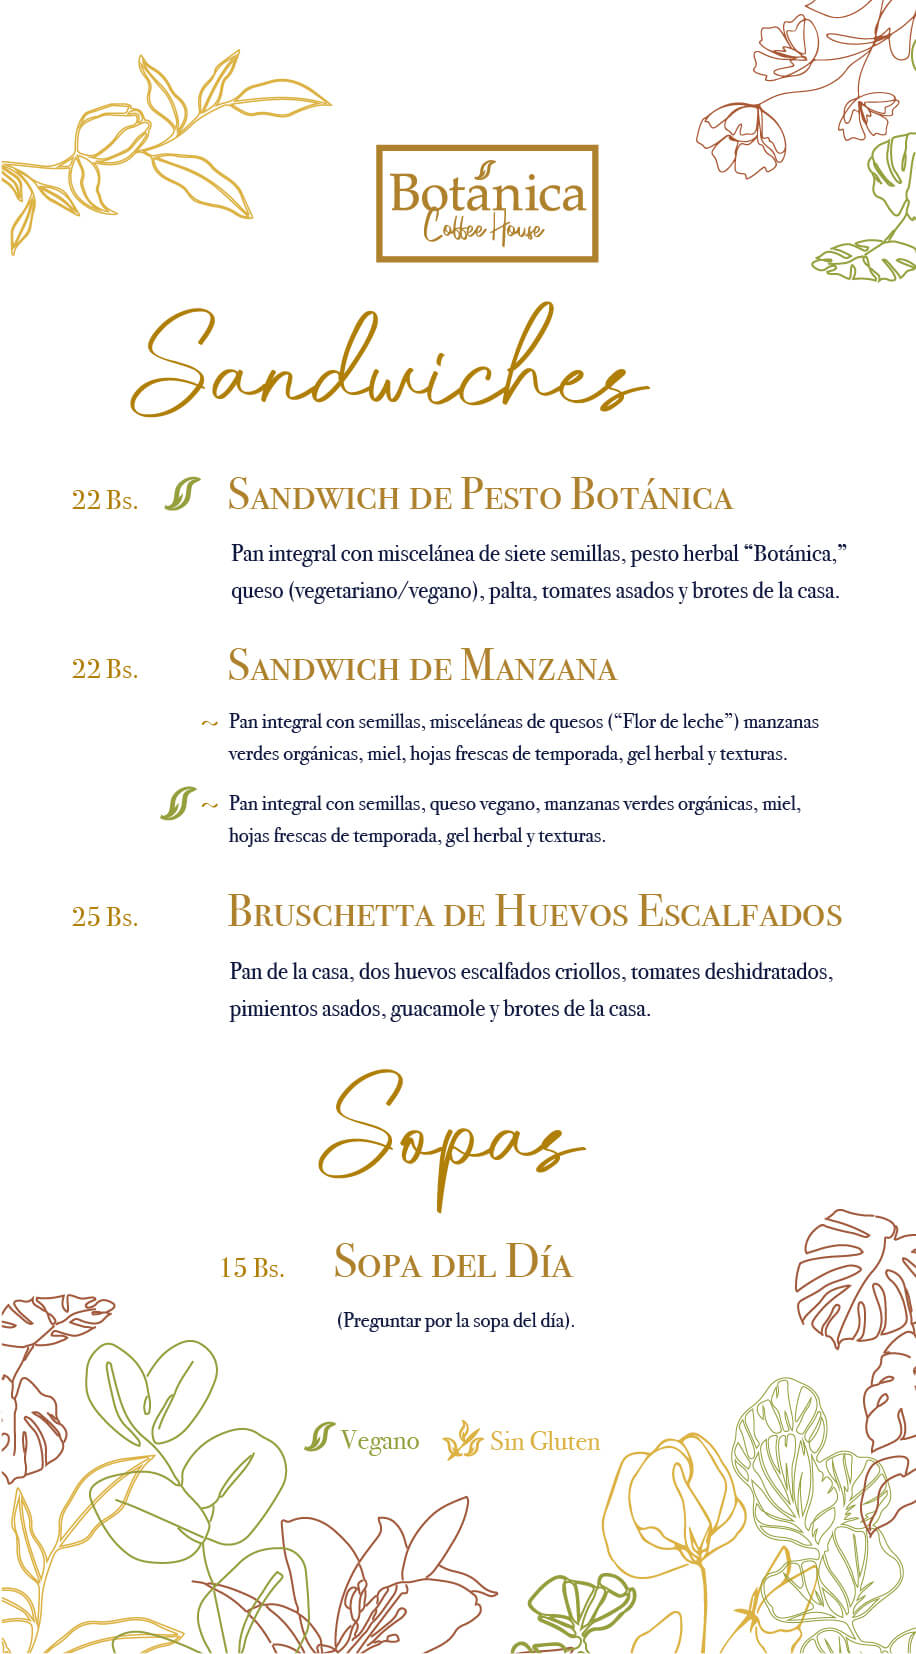 Botánica
Coffee House
Sandwiches
22 Bs. Sandwich de Pesto Botánica
Pan integral con miscelánea de siete semillas, pesto herbal “Botánica,”
queso (vegetariano/vegano), palta, tomates asados y brotes de la casa.
22 Bs. Sandwich de Manzana
~ Pan integral con semillas, misceláneas de quesos (“Flor de leche”) manzanas
verdes orgánicas, miel, hojas frescas de temporada, gel herbal y texturas.
~ Pan integral con semillas, queso vegano, manzanas verdes orgánicas, miel,
hojas frescas de temporada, gel herbal y texturas.
25 Bs. Bruschetta de Huevos Escalfados
Pan de la casa, dos huevos escalfados criollos, tomates deshidratados,
pimientos asados, guacamole y brotes de la casa.
Sopas
15 Bs. Sopa del Día
(Preguntar por la sopa del día).
Vegano Sin Gluten